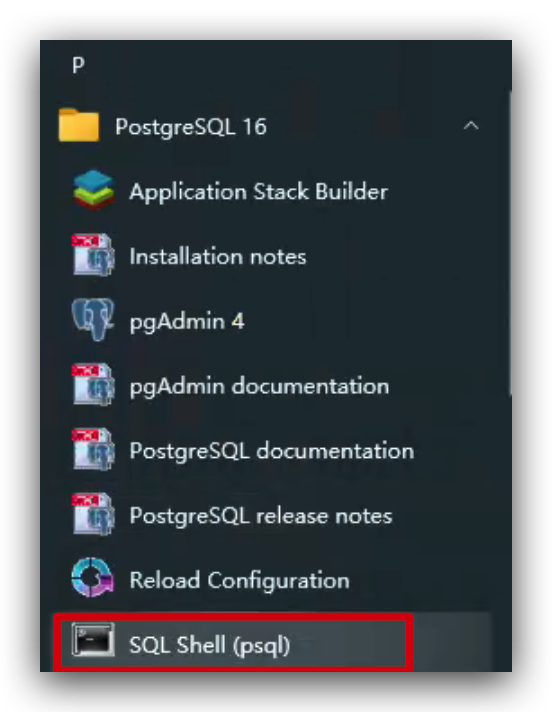 P
PostgreSQL 16
Application Stack Builder
Installation notes
pgAdmin 4
pgAdmin documentation
PostgreSQL documentation
PostgreSQL release notes
Reload Configuration
SQL Shell (psql)